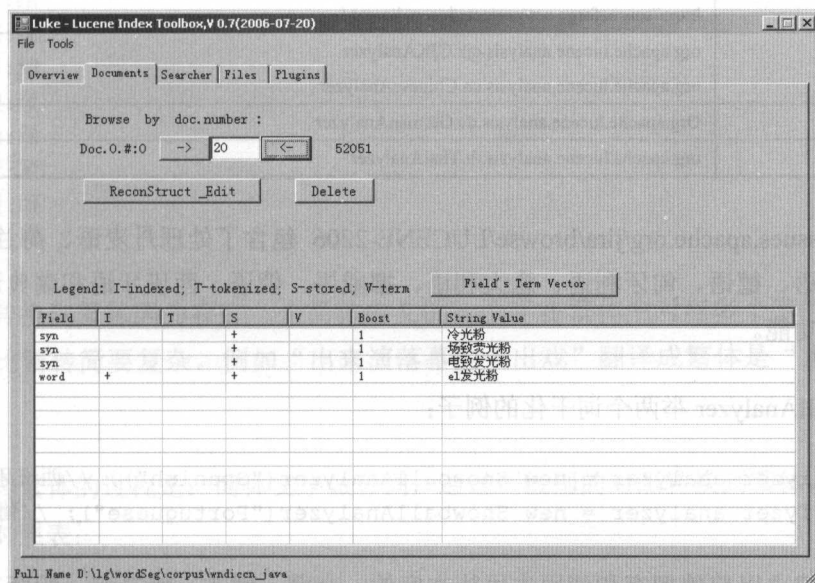 Luke - Lucene Index Toolbox,V 0.7(2006-07-20)
File Tools
Overview Documents Searcher Files Plugins
Browse by doc.number :
Doc.O.#:0 -> 20 <- 52051
ReconStruct _Edit Delete
Legend: I-indexed; T-tokenized; S-stored; V-term Field's Term Vector
Field I T S V Boost String Value
syn + 1 冷光粉
syn + 1 场致荧光粉
syn + 1 电致发光粉
word + + 1 el发光粉
Full Name D:\lg\wordSeg\corpus\wndiccn_java